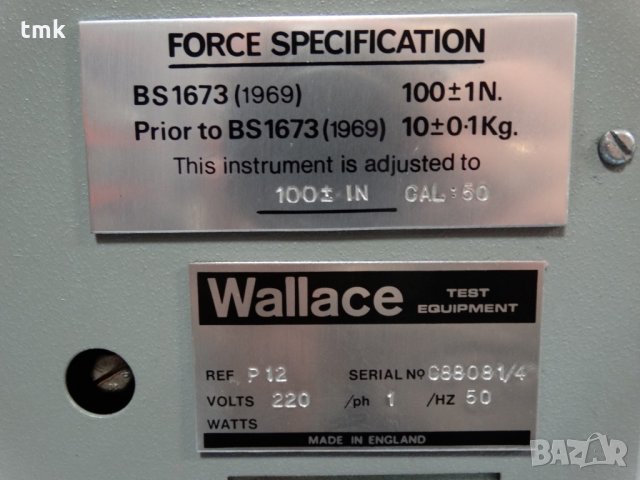 tmk
FORCE SPECIFICATION
BS1673 (1969) 100±1N.
Prior to BS1673 (1969) 10±0·1Kg.
This instrument is adjusted to
100± 1N CAL:50
Wallace TEST EQUIPMENT
REF P12 SERIAL Nº C88081/4
VOLTS 220 /ph 1 /HZ 50
WATTS
MADE IN ENGLAND
BAZAR